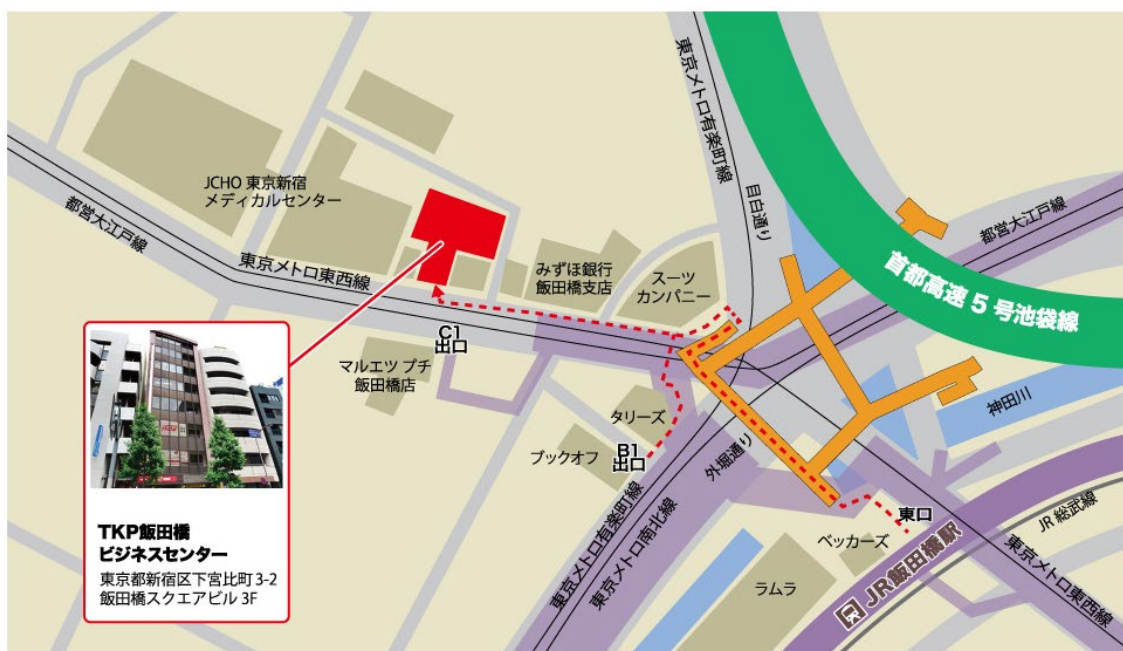 東京メトロ有楽町線
目白通り
首都高速5号池袋線
都営大江戸線
JCHO 東京新宿
メディカルセンター
都営大江戸線
東京メトロ東西線
みずほ銀行
飯田橋支店
スーツ
カンパニー
C1
出口
マルエツ プチ
飯田橋店
タリーズ
ブックオフ
B1
出口
外堀通り
神田川
東京メトロ有楽町線
東京メトロ南北線
東口
ベッカーズ
JR 総武線
JR飯田橋駅
東京メトロ東西線
ラムラ
TKP飯田橋
ビジネスセンター
東京都新宿区下宮比町3-2
飯田橋スクエアビル 3F